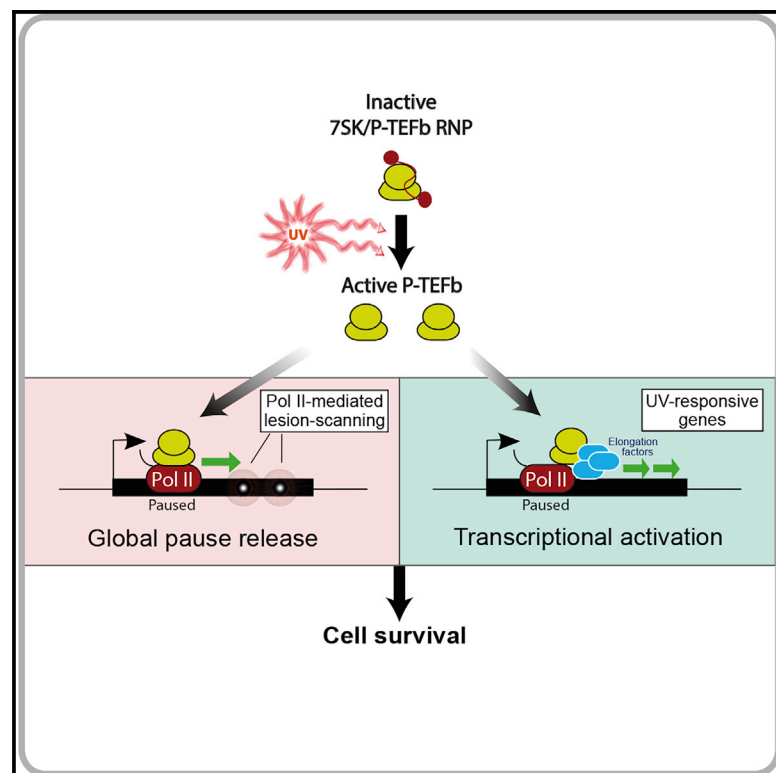 Inactive
7SK/P-TEFb RNP
UV
Active P-TEFb
Pol II-mediated
lesion-scanning
Pol II
Paused
Global pause release
UV-responsive
genes
Elongation
factors
Pol II
Paused
Transcriptional activation
Cell survival